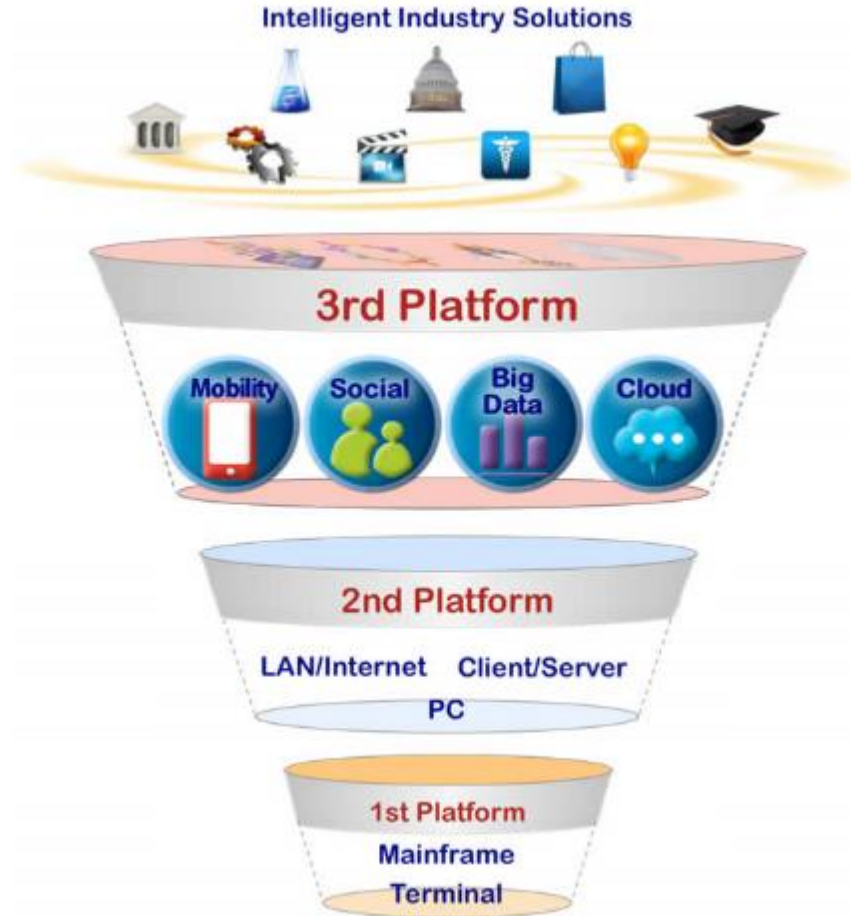 Intelligent Industry Solutions
3rd Platform
Mobility
Social
Big
Data
Cloud
2nd Platform
LAN/Internet Client/Server
PC
1st Platform
Mainframe
Terminal